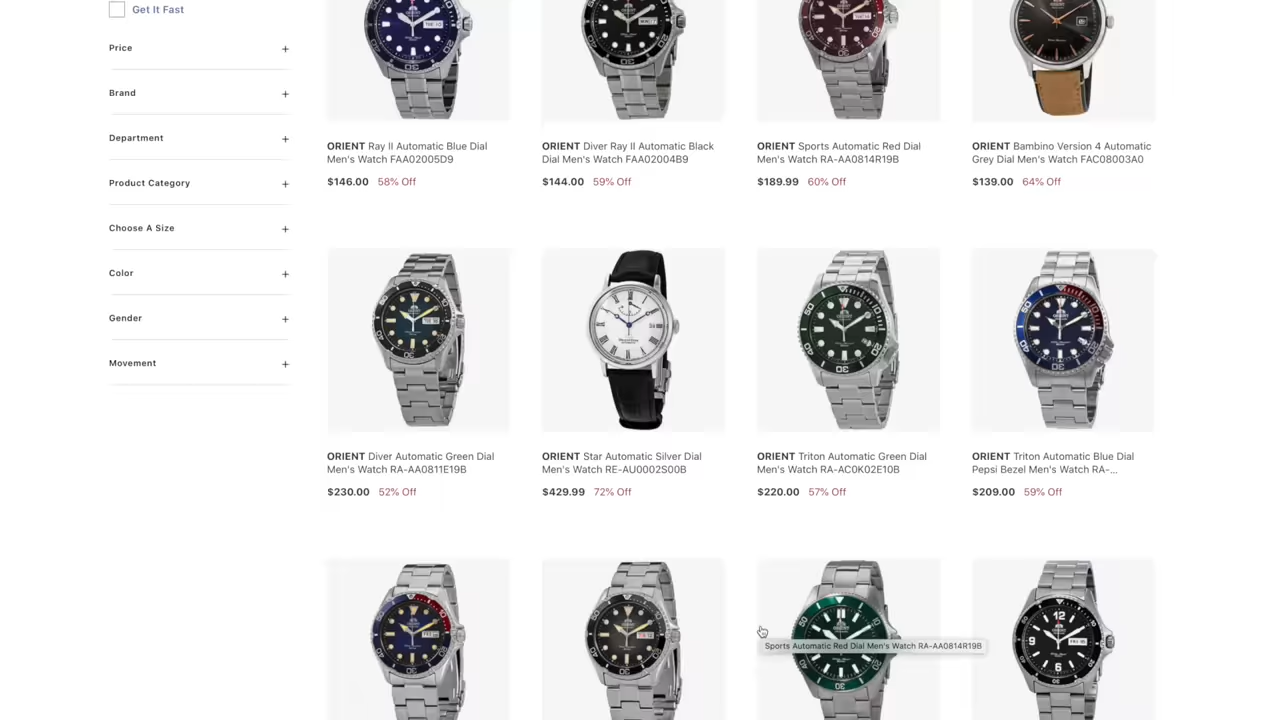 Get It Fast
Price +
Brand +
Department +
Product Category +
Choose A Size +
Color +
Gender +
Movement +
ORIENT Ray II Automatic Blue Dial
Men's Watch FAA02005D9
$146.00 58% Off
ORIENT Diver Ray II Automatic Black
Dial Men's Watch FAA02004B9
$144.00 59% Off
ORIENT Sports Automatic Red Dial
Men's Watch RA-AA0814R19B
$189.99 60% Off
ORIENT Bambino Version 4 Automatic
Grey Dial Men's Watch FAC08003A0
$139.00 64% Off
ORIENT Diver Automatic Green Dial
Men's Watch RA-AA0811E19B
$230.00 52% Off
ORIENT Star Automatic Silver Dial
Men's Watch RE-AU0002S00B
$429.99 72% Off
ORIENT Triton Automatic Green Dial
Men's Watch RA-AC0K02E10B
$220.00 57% Off
ORIENT Triton Automatic Blue Dial
Pepsi Bezel Men's Watch RA-...
$209.00 59% Off
Sports Automatic Red Dial Men's Watch RA-AA0814R19B